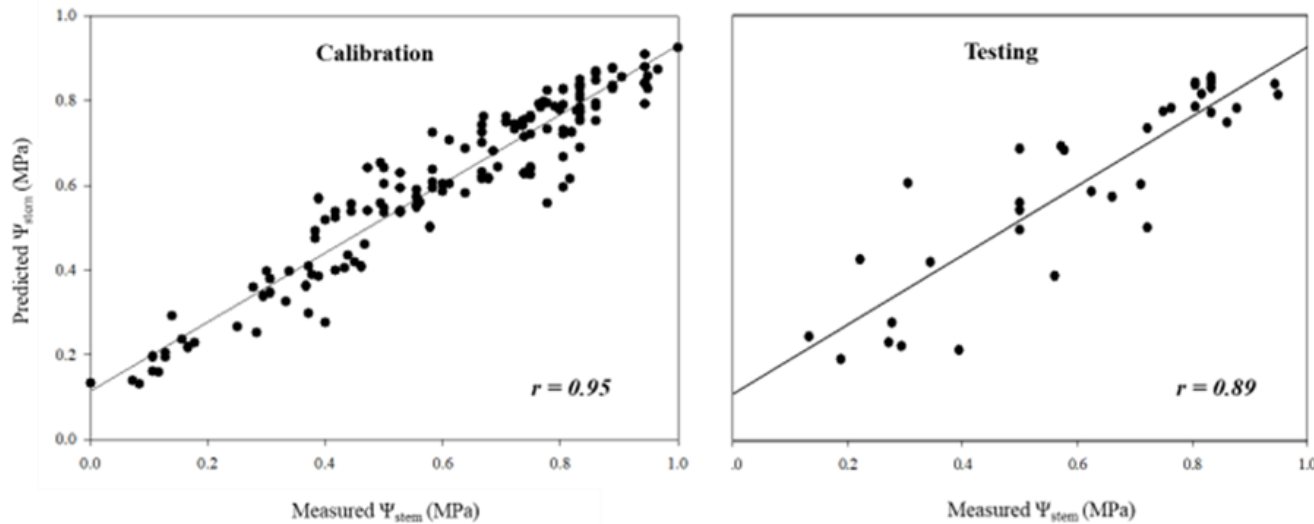 Calibration
Testing
1.0
0.8
0.6
0.4
0.2
0.0
Predicted Ψstem (MPa)
r = 0.95
r = 0.89
0.0 0.2 0.4 0.6 0.8 1.0
.0 0.2 0.4 0.6 0.8 1.0
Measured Ψstem (MPa)
Measured Ψstem (MPa)